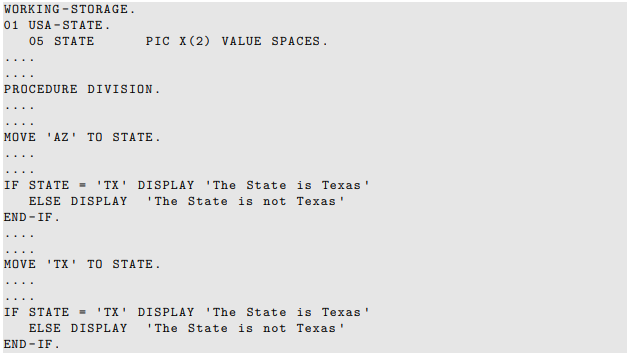 WORKING-STORAGE.
01 USA-STATE.
   05 STATE      PIC X(2) VALUE SPACES.
....
....
PROCEDURE DIVISION.
....
....
MOVE 'AZ' TO STATE.
....
....
IF STATE = 'TX' DISPLAY 'The State is Texas'
   ELSE DISPLAY  'The State is not Texas'
END-IF.
....
....
MOVE 'TX' TO STATE.
....
....
IF STATE = 'TX' DISPLAY 'The State is Texas'
   ELSE DISPLAY  'The State is not Texas'
END-IF.